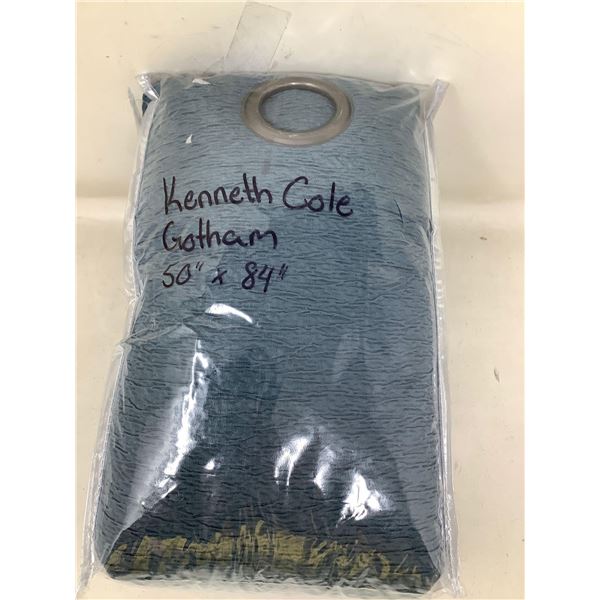 Kenneth Cole
Gotham
50" x 84"